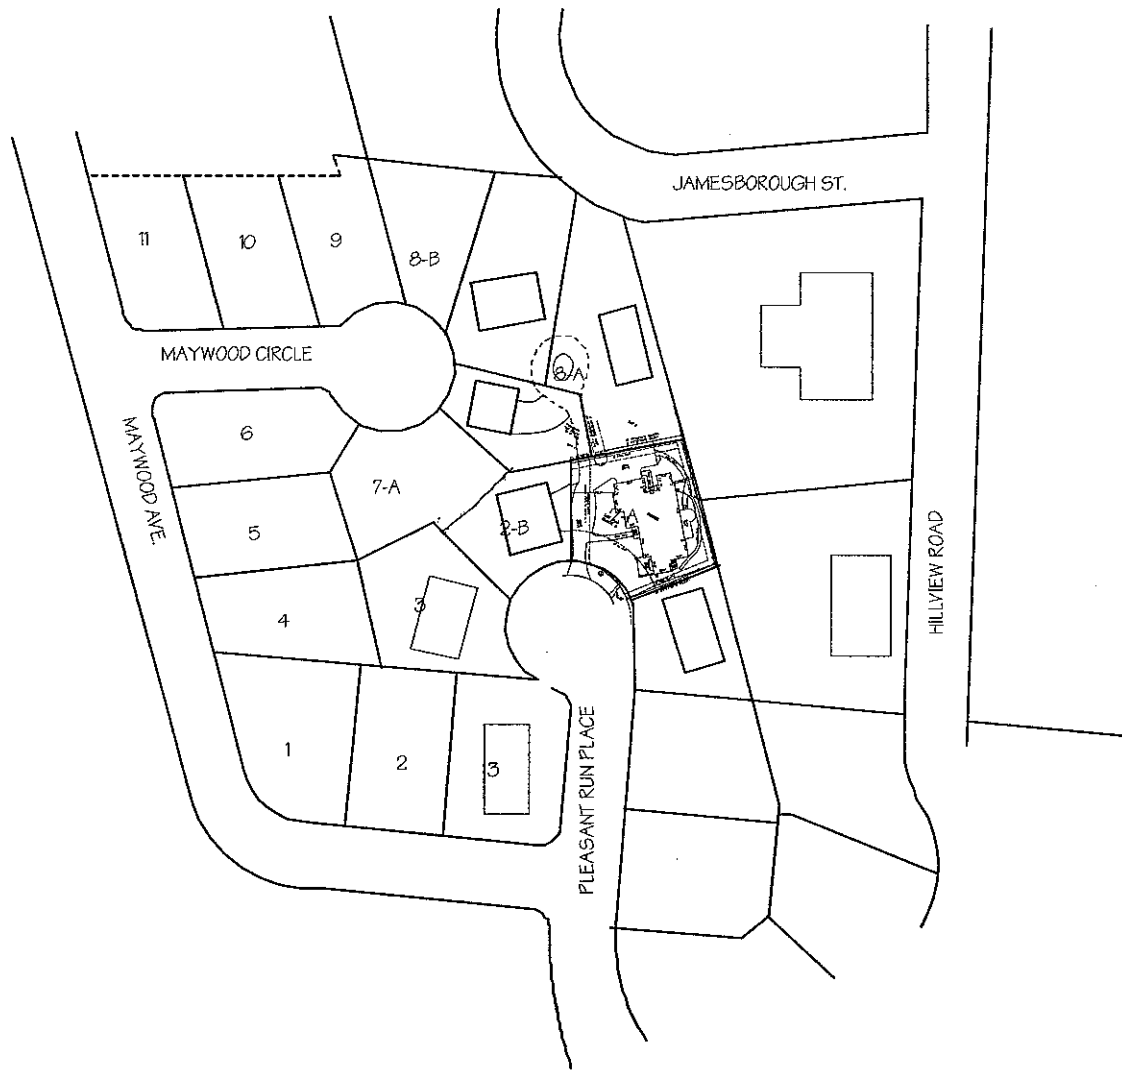 JAMESBOROUGH ST.
11
10
9
8-B
MAYWOOD CIRCLE
8-A
6
MAYWOOD AVE.
7-A
5
2-B
HILLVIEW ROAD
3
4
1
2
3
PLEASANT RUN PLACE